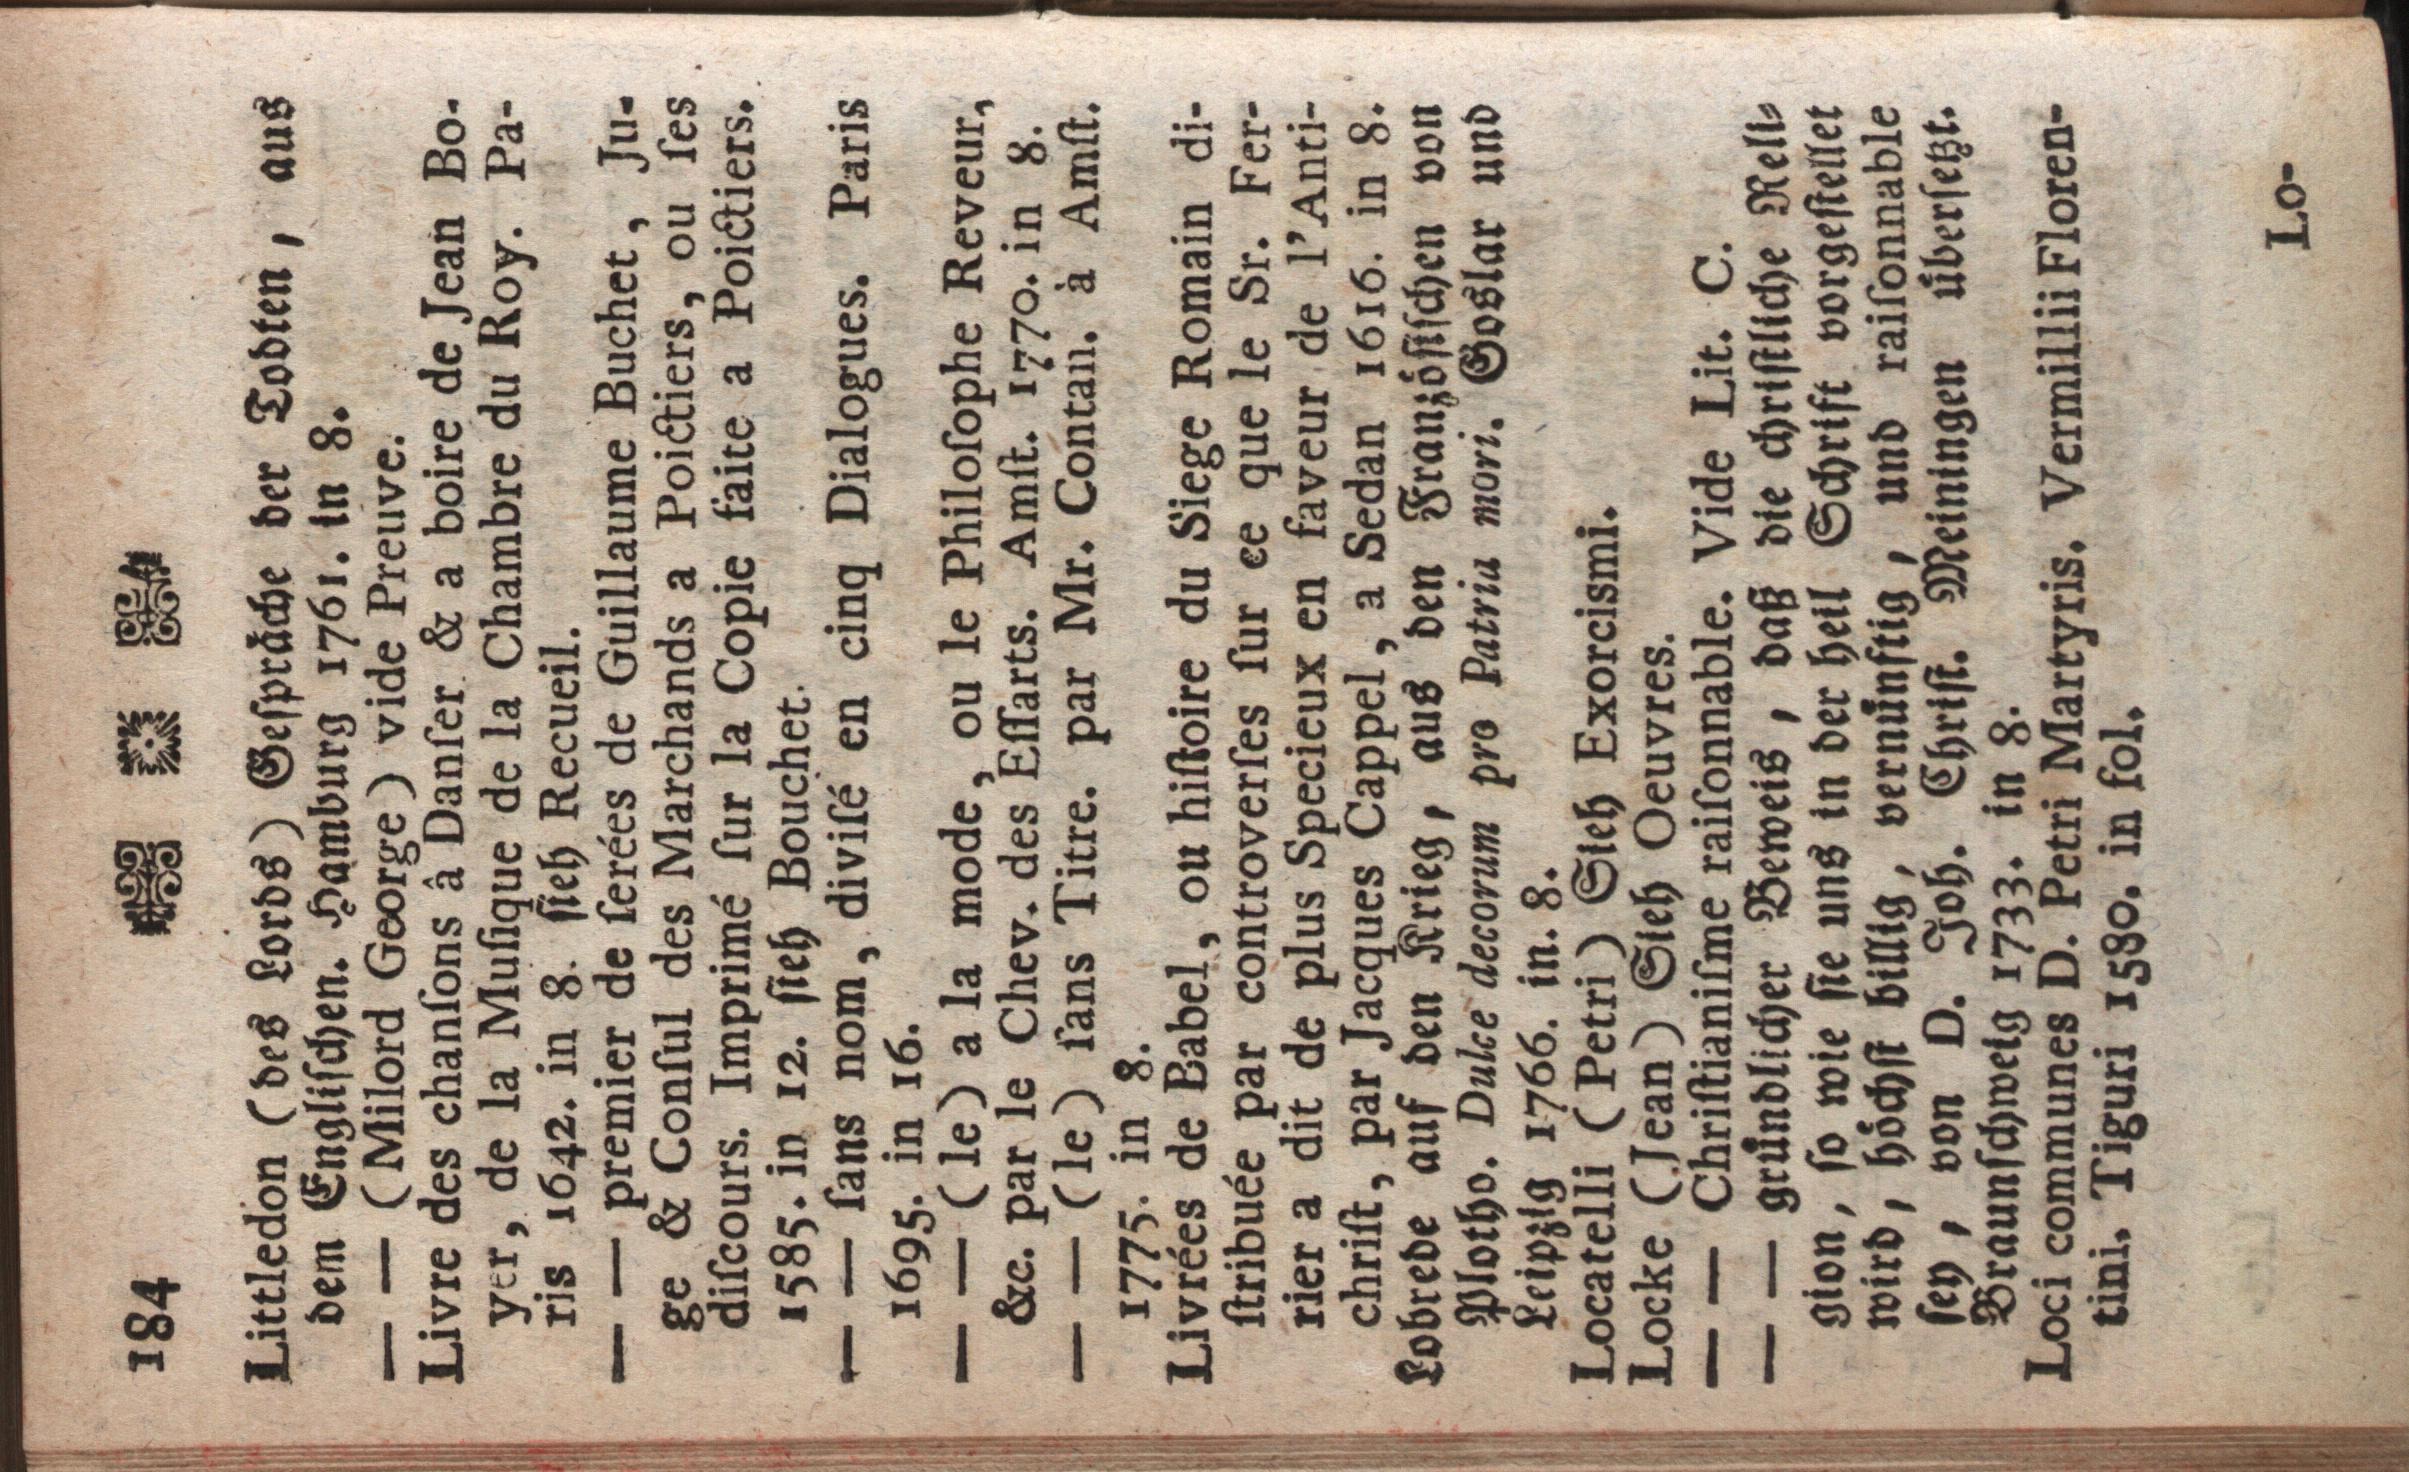 184
Littledon (des Lords) Geſpräche der Todten, aus
dem Engliſchen. Hamburg 1761. in 8.
— — (Milord George) vide Preuve.
Livre des chanſons â Danſer & a boire de Jean Bo-
yer, de la Muſique de la Chambre du Roy. Pa-
ris 1642. in 8. ſieh Recueil.
— — premier de ſerées de Guillaume Buchet, Ju-
ge & Conſul des Marchands a Poictiers, ou ſes
diſcours. Imprimé ſur la Copie faite a Poictiers.
1585. in 12. ſieh Bouchet.
— — ſans nom, diviſé en cinq Dialogues. Paris
1695. in 16.
— — (le) a la mode, ou le Philoſophe Reveur,
&c. par le Chev. des Eſſarts. Amſt. 1770. in 8.
— — (le) ſans Titre. par Mr. Contan. à Amſt.
1775. in 8.
Livrées de Babel, ou hiſtoire du Siege Romain di-
ſtribuée par controverſes ſur ce que le Sr. Fer-
rier a dit de plus Specieux en faveur de l'Anti-
chriſt, par Jacques Cappel, a Sedan 1616. in 8.
Lobrede auf den Krieg, aus den Franzöſiſchen von
Plotho. Dulce decorum pro Patria mori. Goslar und
Leipzig 1766. in. 8.
Locatelli (Petri) Sieh Exorcismi.
Locke (Jean) Sieh Oeuvres.
— — Chriſtianiſme raiſonnable. Vide Lit. C.
— — gründlicher Beweis, daß die chriſtliche Reli-
gion, ſo wie ſie uns in der heil Schrift vorgeſtellet
wird, höchſt billig, vernünftig, und raiſonnable
ſey, von D. Joh. Chriſt. Meiningen überſetzt.
Braunſchweig 1733. in 8.
Loci communes D. Petri Martyris. Vermillii Floren-
tini. Tiguri 1580. in fol.
Lo-